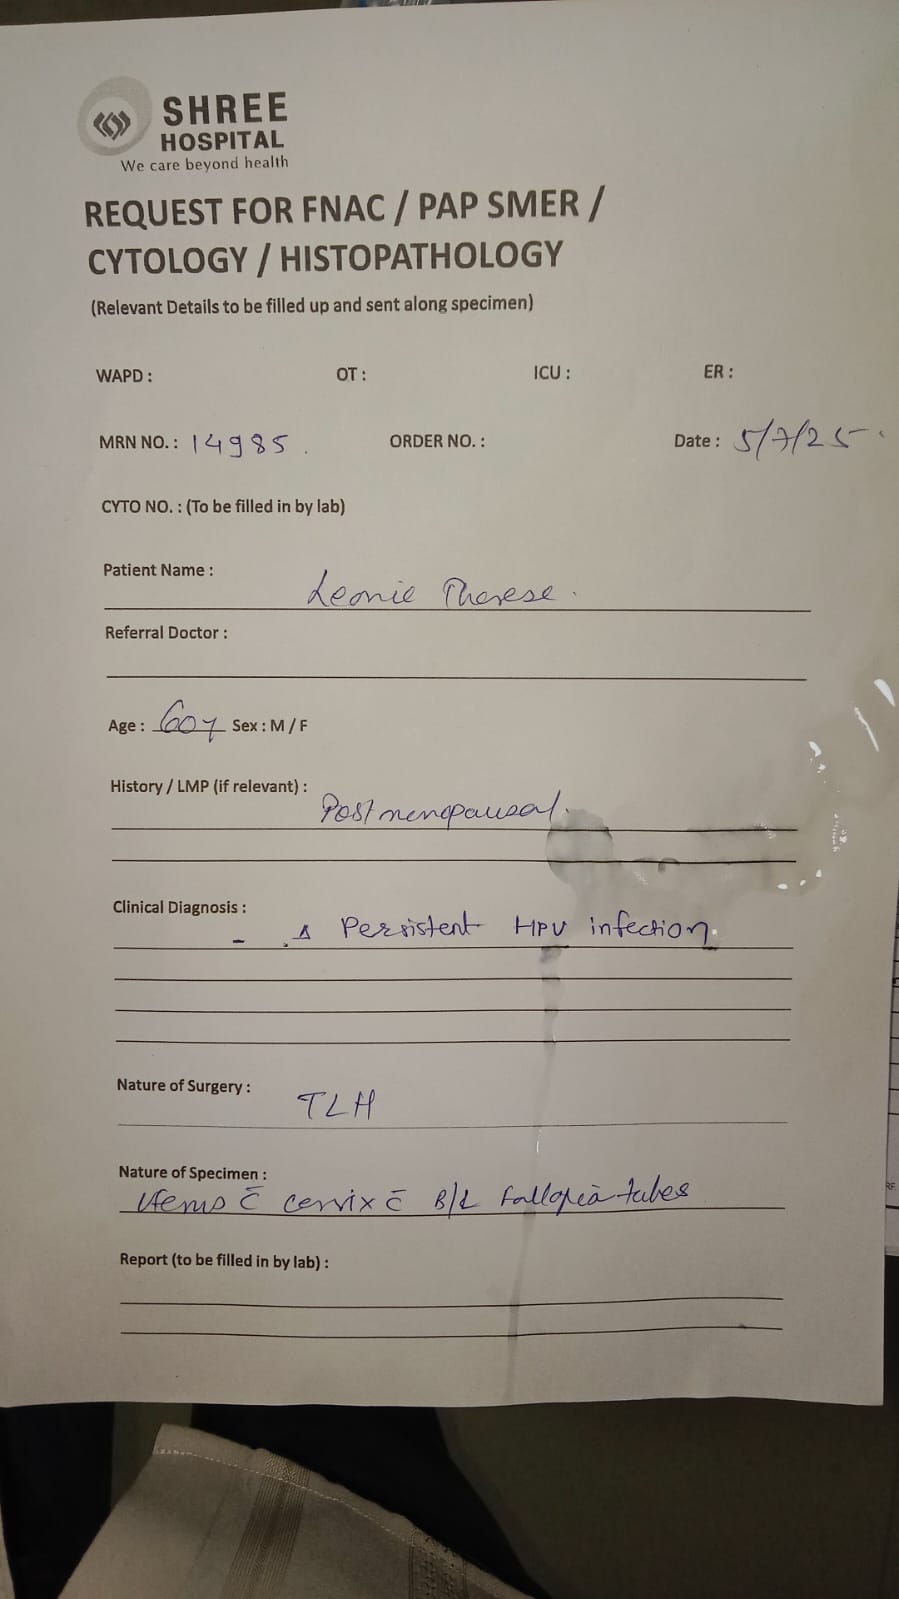 SHREE
HOSPITAL
We care beyond health
REQUEST FOR FNAC / PAP SMER /
CYTOLOGY / HISTOPATHOLOGY
(Relevant Details to be filled up and sent along specimen)
WAPD : OT : ICU : ER :
MRN NO. : 14985. ORDER NO. : Date : 5/7/25.
CYTO NO. : (To be filled in by lab)
Patient Name : Leonie Therese.
Referral Doctor :
Age : 60y Sex : M / F
History / LMP (if relevant) : Postmenopausal.
Clinical Diagnosis :
- Persistent HPV infection.
Nature of Surgery : TLH
Nature of Specimen :
Uterus c̄ cervix c̄ B/L fallopia tubes
Report (to be filled in by lab) :
RE